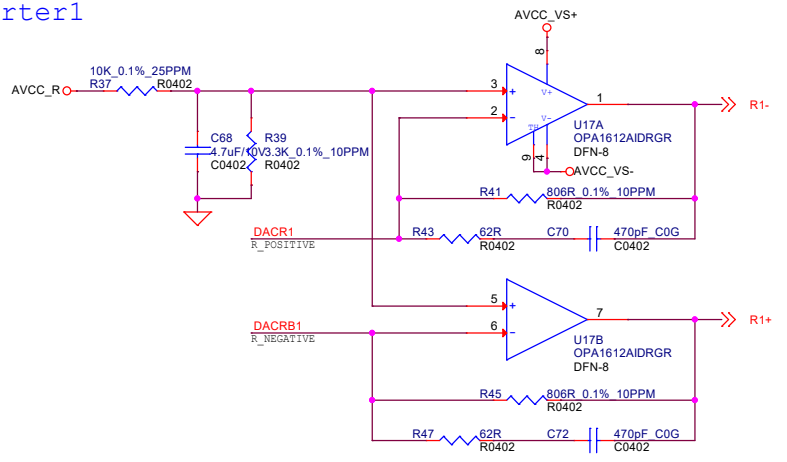 rter1
AVCC_VS+
10K_0.1%_25PPM
AVCC_R R37 R0402
8
3 + V+ 1 R1-
2 - V-
TH
U17A
OPA1612AIDRGR
DFN-8
C68 R39
4.7uF/10V 3.3K_0.1%_10PPM
C0402 R0402
9 4
AVCC_VS-
R41 806R_0.1%_10PPM
R0402
DACR1 R43 62R C70 470pF_C0G
R_POSITIVE R0402 C0402
5 + 7 R1+
DACRB1 6 -
R_NEGATIVE
U17B
OPA1612AIDRGR
DFN-8
R45 806R_0.1%_10PPM
R0402
R47 62R C72 470pF_C0G
R0402 C0402